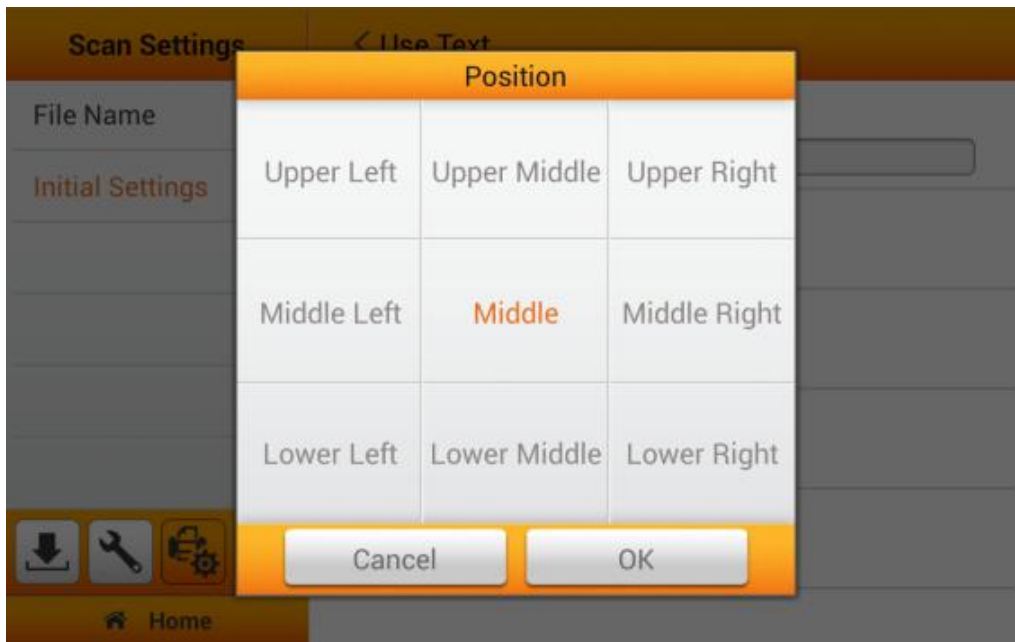 Scan Settings
< Use Text
Position
File Name
Initial Settings
Upper Left Upper Middle Upper Right
Middle Left Middle Middle Right
Lower Left Lower Middle Lower Right
Cancel OK
Home